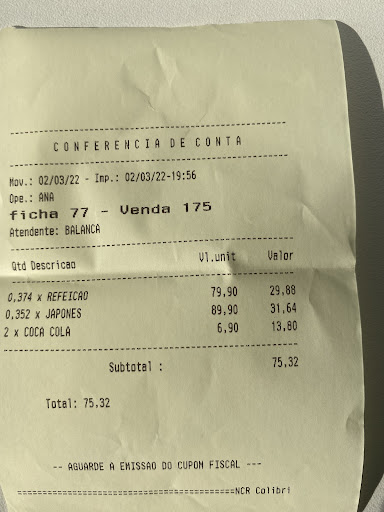 CONFERENCIA DE CONTA
Mov.: 02/03/22 - Imp.: 02/03/22-19:56
Ope.: ANA
ficha 77 - Venda 175
Atendente: BALANCA
Qtd Descricao Vl.unit Valor
0,374 x REFEICAO 79,90 29,88
0,352 x JAPONES 89,90 31,64
2 x COCA COLA 6,90 13,80
Subtotal : 75,32
Total: 75,32
-- AGUARDE A EMISSAO DO CUPON FISCAL ---
========================================NCR Colibri